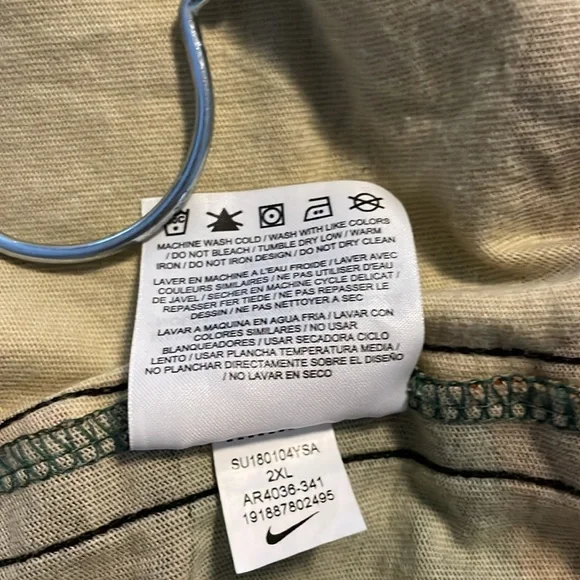 MACHINE WASH COLD / WASH WITH LIKE COLORS
/ DO NOT BLEACH / TUMBLE DRY LOW / WARM
IRON / DO NOT IRON DESIGN / DO NOT DRY CLEAN
LAVER EN MACHINE A L'EAU FROIDE / LAVER AVEC
COULEURS SIMILAIRES / NE PAS UTILISER D'EAU
DE JAVEL / SECHER EN MACHINE CYCLE DELICAT /
REPASSER FER TIEDE / NE PAS REPASSER LE
DESSIN / NE PAS NETTOYER A SEC
LAVAR A MAQUINA EN AGUA FRIA / LAVAR CON
COLORES SIMILARES / NO USAR
BLANQUEADORES / USAR SECADORA CICLO
LENTO / USAR PLANCHA TEMPERATURA MEDIA /
NO PLANCHAR DIRECTAMENTE SOBRE EL DISEÑO
/ NO LAVAR EN SECO
SU180104YSA
2XL
AR4036-341
191887802495